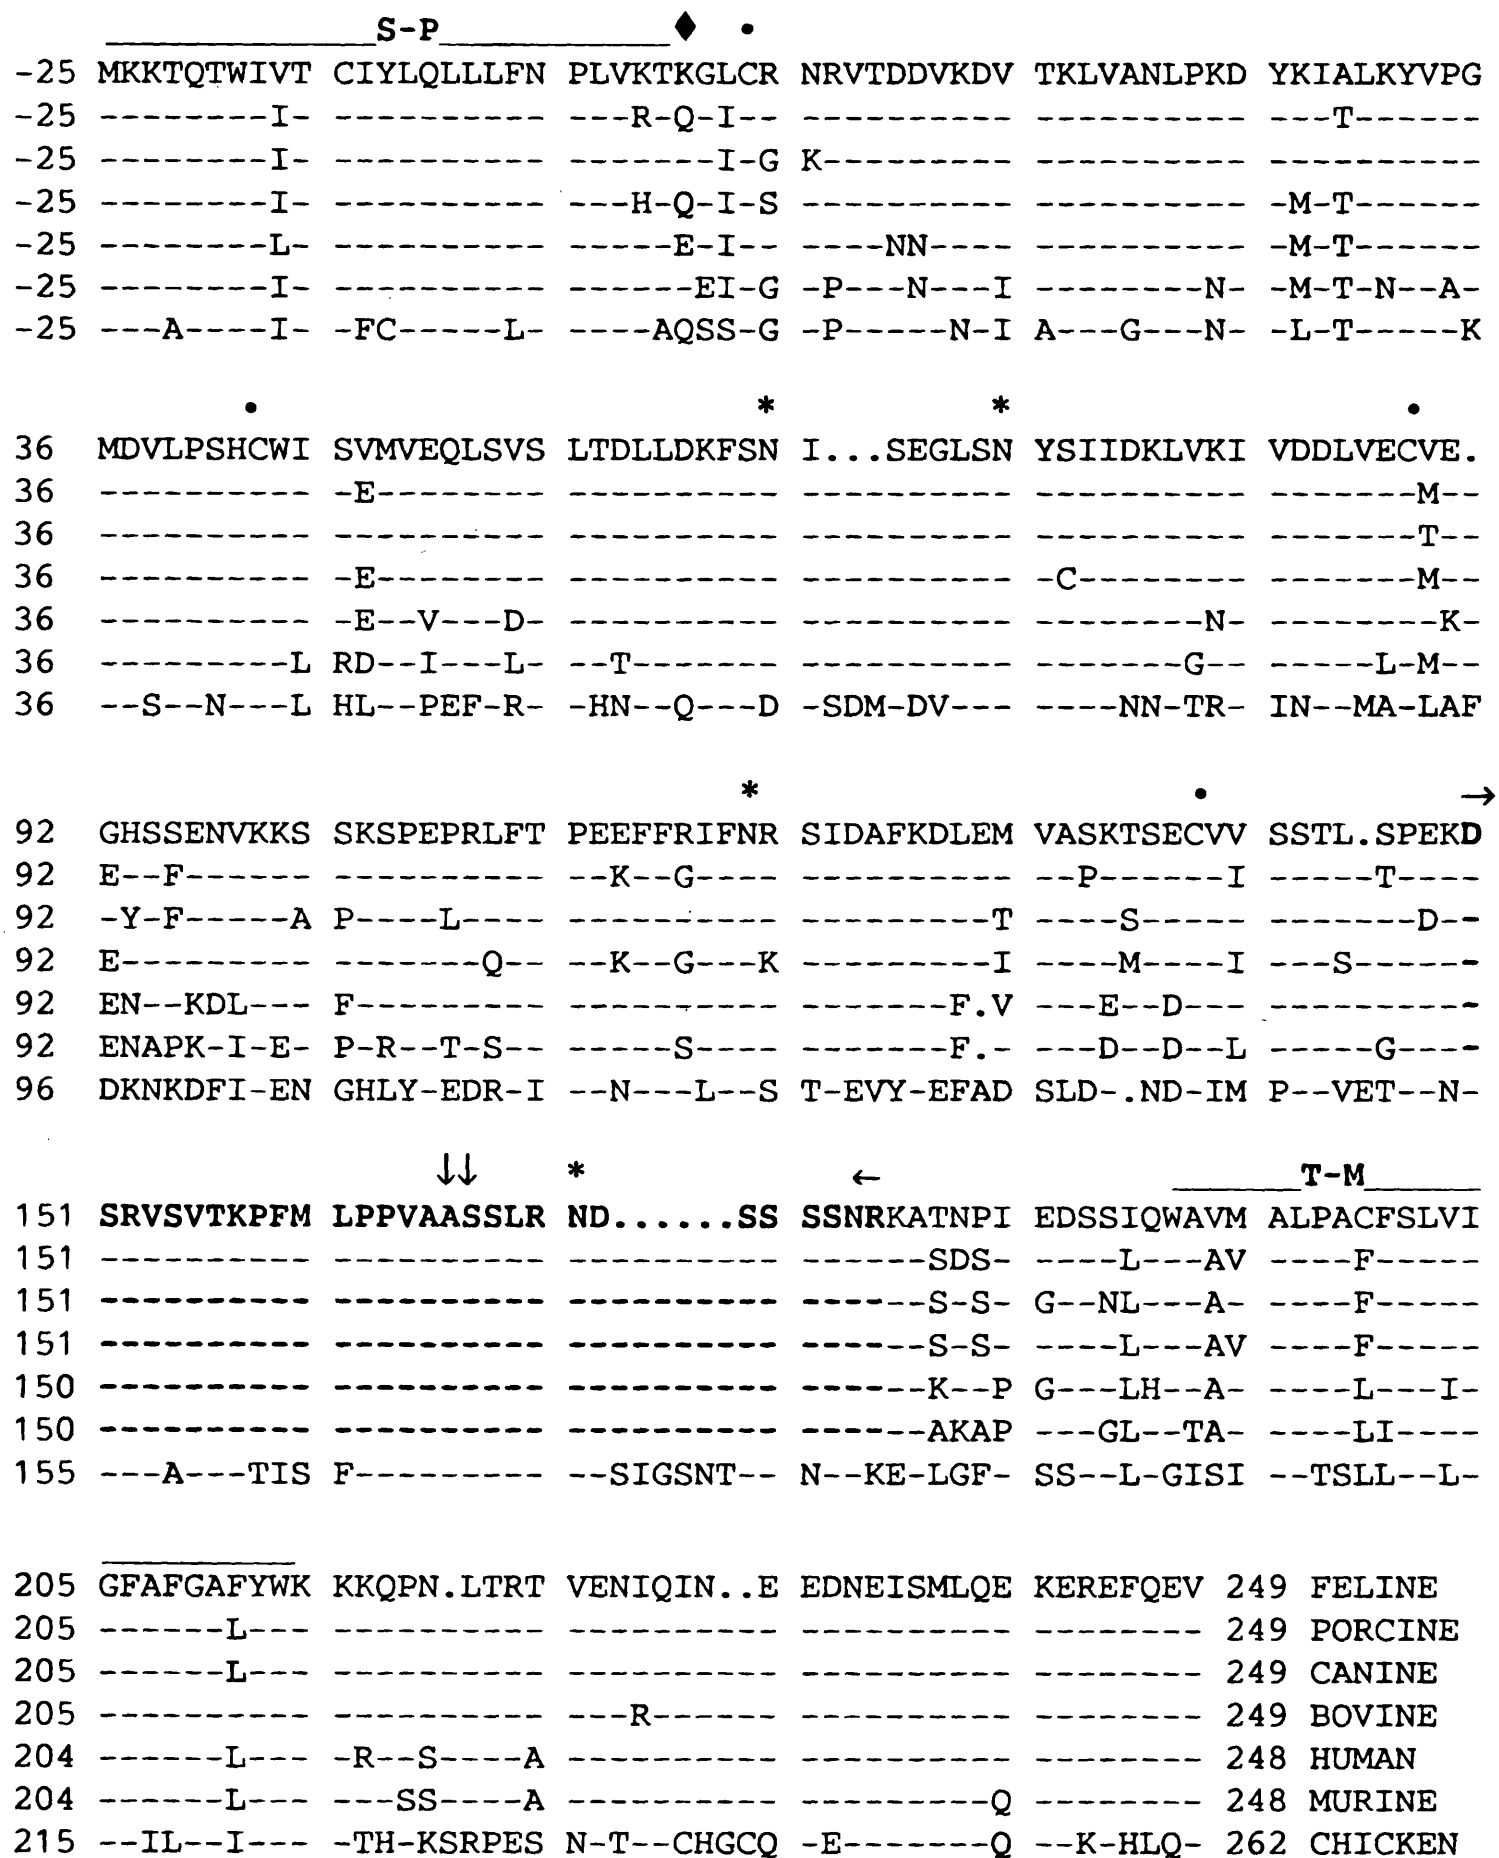 S-P ♦ •
-25 MKKTQTWIVT CIYLQLLLFN PLVKTKGLCR NRVTDDVKDV TKLVANLPKD YKIALKYVPG
-25 --------I- ---------- ---R-Q-I-- ---------- ---------- ---T------
-25 --------I- ---------- -------I-G K--------- ---------- ----------
-25 --------I- ---------- ---H-Q-I-S ---------- ---------- -M-T------
-25 --------L- ---------- -----E-I-- ----NN---- ---------- -M-T------
-25 --------I- ---------- ------EI-G -P---N---I --------N- -M-T-N--A-
-25 ---A----I- -FC-----L- ----AQSS-G -P-----N-I A---G---N- -L-T-----K
• * * •
36 MDVLPSHCWI SVMVEQLSVS LTDLLDKFSN I...SEGLSN YSIIDKLVKI VDDLVECVE.
36 ---------- -E-------- ---------- ---------- ---------- -------M--
36 ---------- ---------- ---------- ---------- ---------- -------T--
36 ---------- -E-------- ---------- ---------- -C-------- -------M--
36 ---------- -E--V---D- ---------- ---------- --------N- --------K-
36 ---------L RD--I---L- --T------- ---------- -------G-- -----L-M--
36 --S--N---L HL--PEF-R- -HN--Q---D -SDM-DV--- ----NN-TR- IN--MA-LAF
* • →
92 GHSSENVKKS SKSPEPRLFT PEEFFRIFNR SIDAFKDLEM VASKTSECVV SSTL.SPEKD
92 E--F------ ---------- --K--G---- ---------- --P------I -----T----
92 -Y-F-----A P----L---- ---------- ---------T ----S----- -------D--
92 E--------- -------Q-- --K--G---K ---------I ----M----I ---S------
92 EN--KDL--- F--------- ---------- -------F.V ---E--D--- ----------
92 ENAPK-I-E- P-R--T-S-- -----S---- -------F.- ---D--D--L -----G----
96 DKNKDFI-EN GHLY-EDR-I --N---L--S T-EVY-EFAD SLD-.ND-IM P--VET--N-
↓↓ * ← T-M
151 SRVSVTKPFM LPPVAASSLR ND......SS SSNRKATNPI EDSSIQWAVM ALPACFSLVI
151 ---------- ---------- ---------- ------SDS- ----L---AV ----F-----
151 ---------- ---------- ---------- ------S-S- G--NL---A- ----F-----
151 ---------- ---------- ---------- ------S-S- ----L---AV ----F-----
150 ---------- ---------- ---------- ------K--P G---LH--A- ----L---I-
150 ---------- ---------- ---------- ------AKAP ---GL--TA- ----LI----
155 ---A---TIS F--------- --SIGSNT-- N--KE-LGF- SS--L-GISI --TSLL--L-
205 GFAFGAFYWK KKQPN.LTRT VENIQIN..E EDNEISMLQE KEREFQEV 249 FELINE
205 ------L--- ---------- ---------- ---------- -------- 249 PORCINE
205 ------L--- ---------- ---------- ---------- -------- 249 CANINE
205 ---------- ---------- ---R------ ---------- -------- 249 BOVINE
204 ------L--- -R--S----A ---------- ---------- -------- 248 HUMAN
204 ------L--- ---SS----A ---------- ---------Q -------- 248 MURINE
215 --IL--I--- -TH-KSRPES N-T--CHGCQ -E-------Q --K-HLQ- 262 CHICKEN